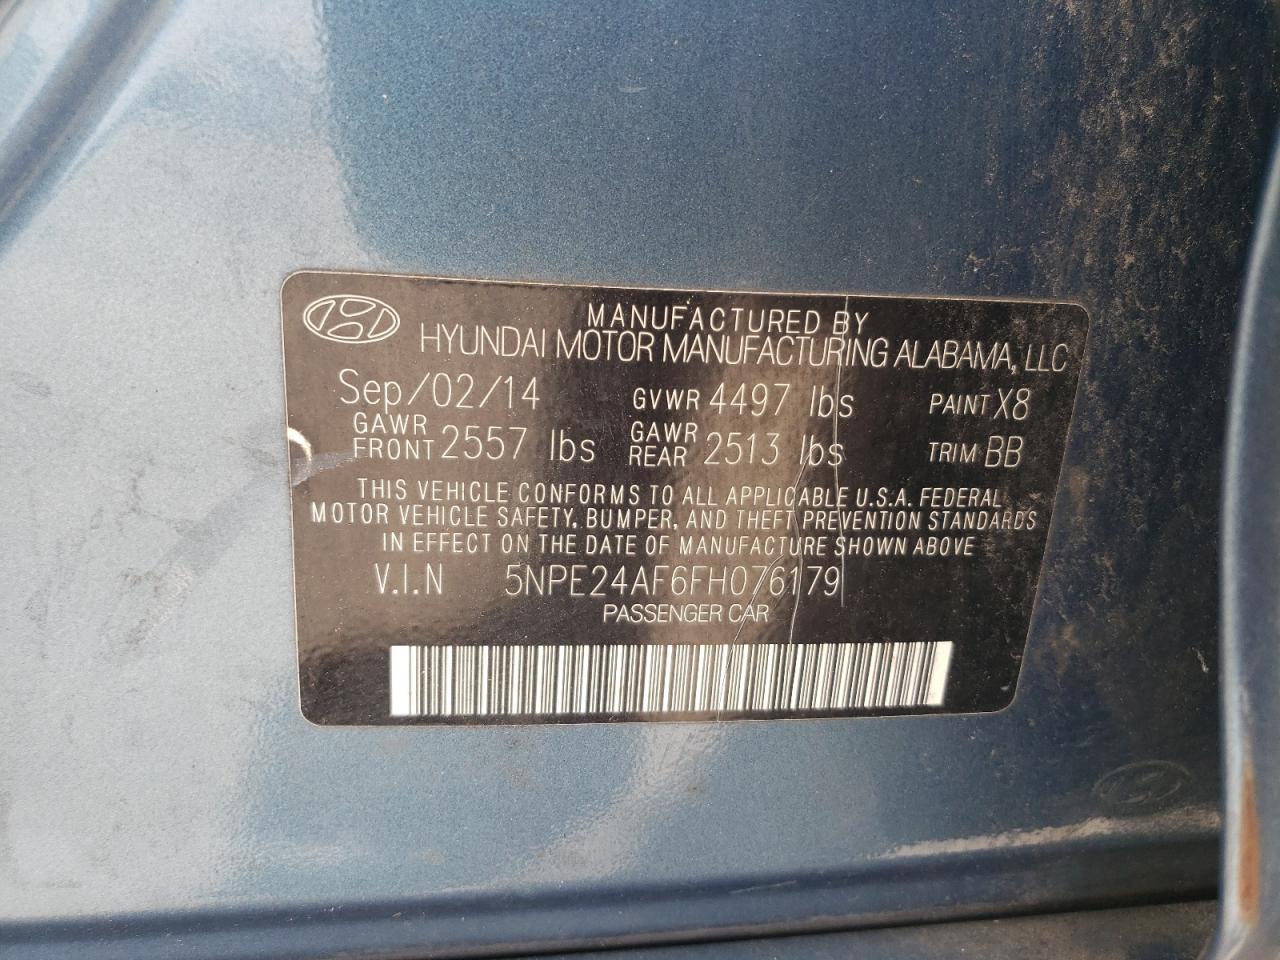 MANUFACTURED BY
HYUNDAI MOTOR MANUFACTURING ALABAMA, LLC
Sep/02/14 GVWR 4497 lbs PAINT X8
GAWR FRONT 2557 lbs GAWR REAR 2513 lbs TRIM BB
THIS VEHICLE CONFORMS TO ALL APPLICABLE U.S.A. FEDERAL
MOTOR VEHICLE SAFETY, BUMPER, AND THEFT PREVENTION STANDARDS
IN EFFECT ON THE DATE OF MANUFACTURE SHOWN ABOVE
V.I.N 5NPE24AF6FH076179
PASSENGER CAR